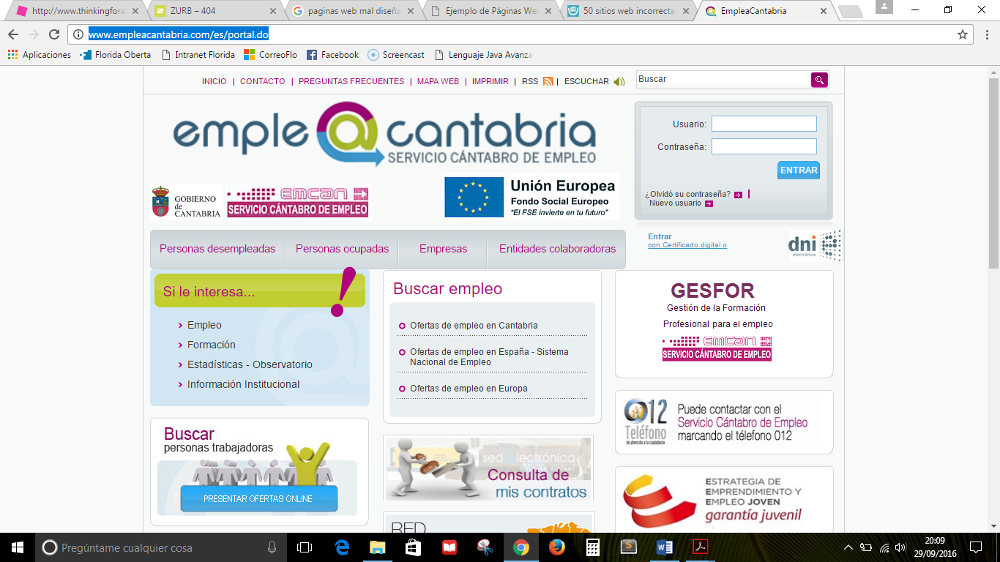 http://www.thinkingfora
ZURB – 404
paginas web mal diseña
Ejemplo de Páginas We
50 sitios web incorrecta
EmpleaCantabria
www.empleacantabria.com/es/portal.do
Aplicaciones
Florida Oberta
Intranet Florida
CorreoFlo
Facebook
Screencast
Lenguaje Java Avanza
INICIO | CONTACTO | PREGUNTAS FRECUENTES | MAPA WEB | IMPRIMIR | RSS | ESCUCHAR
Buscar
emple@cantabria
SERVICIO CÁNTABRO DE EMPLEO
Usuario:
Contraseña:
ENTRAR
¿Olvidó su contraseña?
Nuevo usuario
GOBIERNO
de
CANTABRIA
EMCAN
SERVICIO CÁNTABRO DE EMPLEO
Unión Europea
Fondo Social Europeo
"El FSE invierte en tu futuro"
Personas desempleadas
Personas ocupadas
Empresas
Entidades colaboradoras
Entrar
con Certificado digital o
dni
electrónico
Si le interesa...
!
Empleo
Formación
Estadísticas - Observatorio
Información Institucional
Buscar empleo
Ofertas de empleo en Cantabria
Ofertas de empleo en España - Sistema
Nacional de Empleo
Ofertas de empleo en Europa
GESFOR
Gestión de la Formación
Profesional para el empleo
EMCAN
SERVICIO CÁNTABRO DE EMPLEO
012
Teléfono
de atención a la ciudadanía
Puede contactar con el
Servicio Cántabro de Empleo
marcando el télefono 012
Buscar
personas trabajadoras
PRESENTAR OFERTAS ONLINE
sedelectrónica
Consulta de
mis contratos
ESTRATEGIA DE
EMPRENDIMIENTO Y
EMPLEO JOVEN
garantía juvenil
RED
Pregúntame cualquier cosa
20:09
29/09/2016